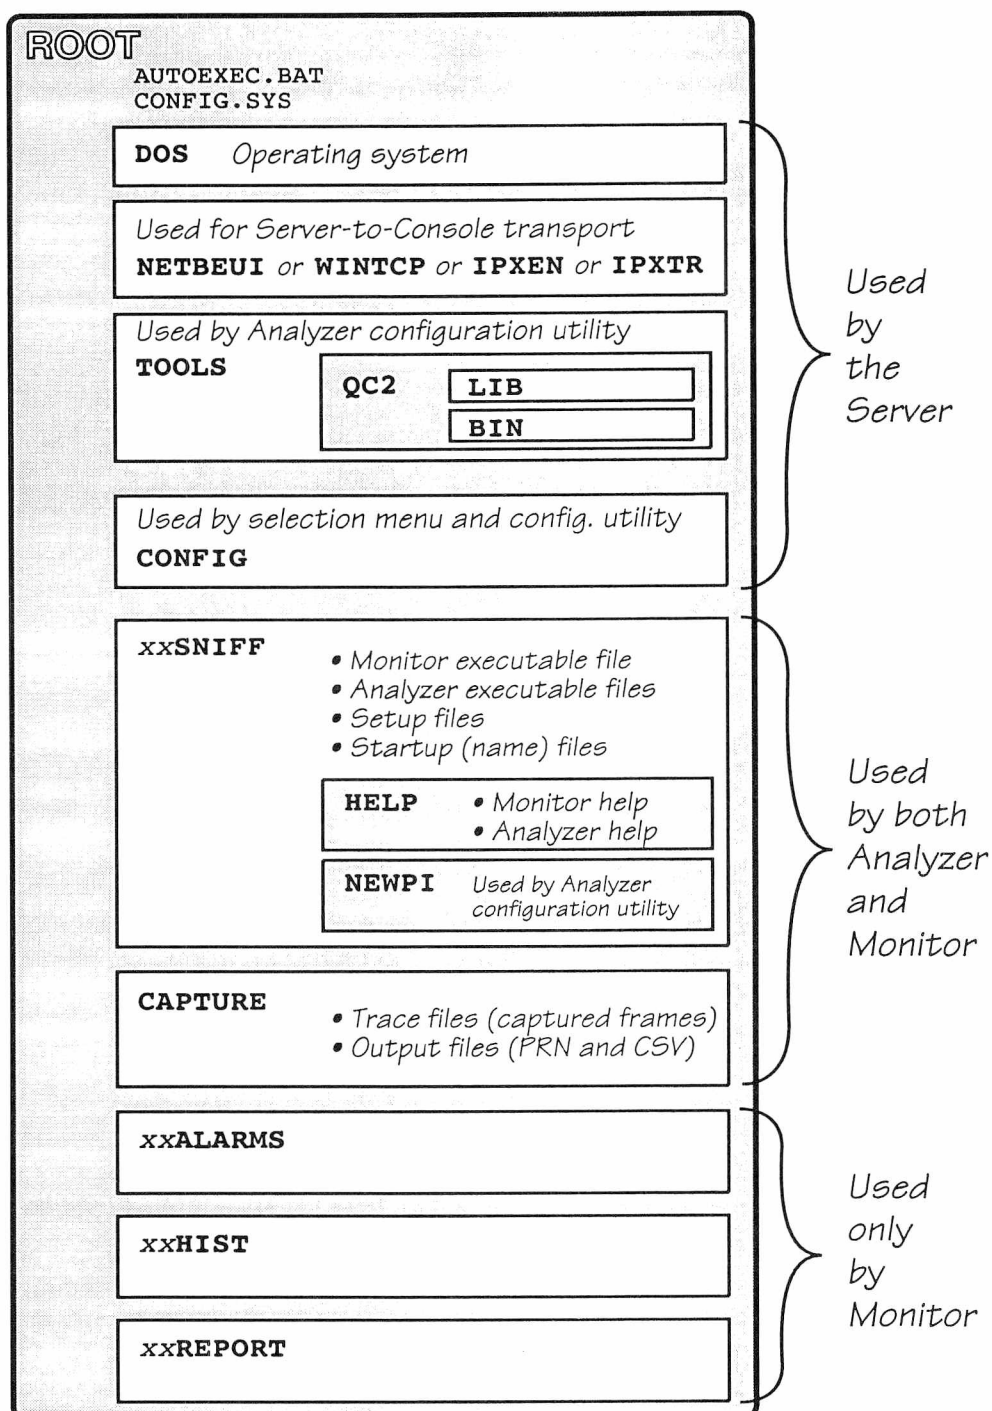 ROOT
AUTOEXEC.BAT
CONFIG.SYS
DOS Operating system
Used for Server-to-Console transport
NETBEUI or WINTCP or IPXEN or IPXTR
Used by Analyzer configuration utility
TOOLS
QC2
LIB
BIN
Used by selection menu and config. utility
CONFIG
Used
by
the
Server
xxSNIFF
• Monitor executable file
• Analyzer executable files
• Setup files
• Startup (name) files
HELP • Monitor help
• Analyzer help
NEWPI Used by Analyzer
configuration utility
CAPTURE
• Trace files (captured frames)
• Output files (PRN and CSV)
Used
by both
Analyzer
and
Monitor
xxALARMS
xxHIST
xxREPORT
Used
only
by
Monitor